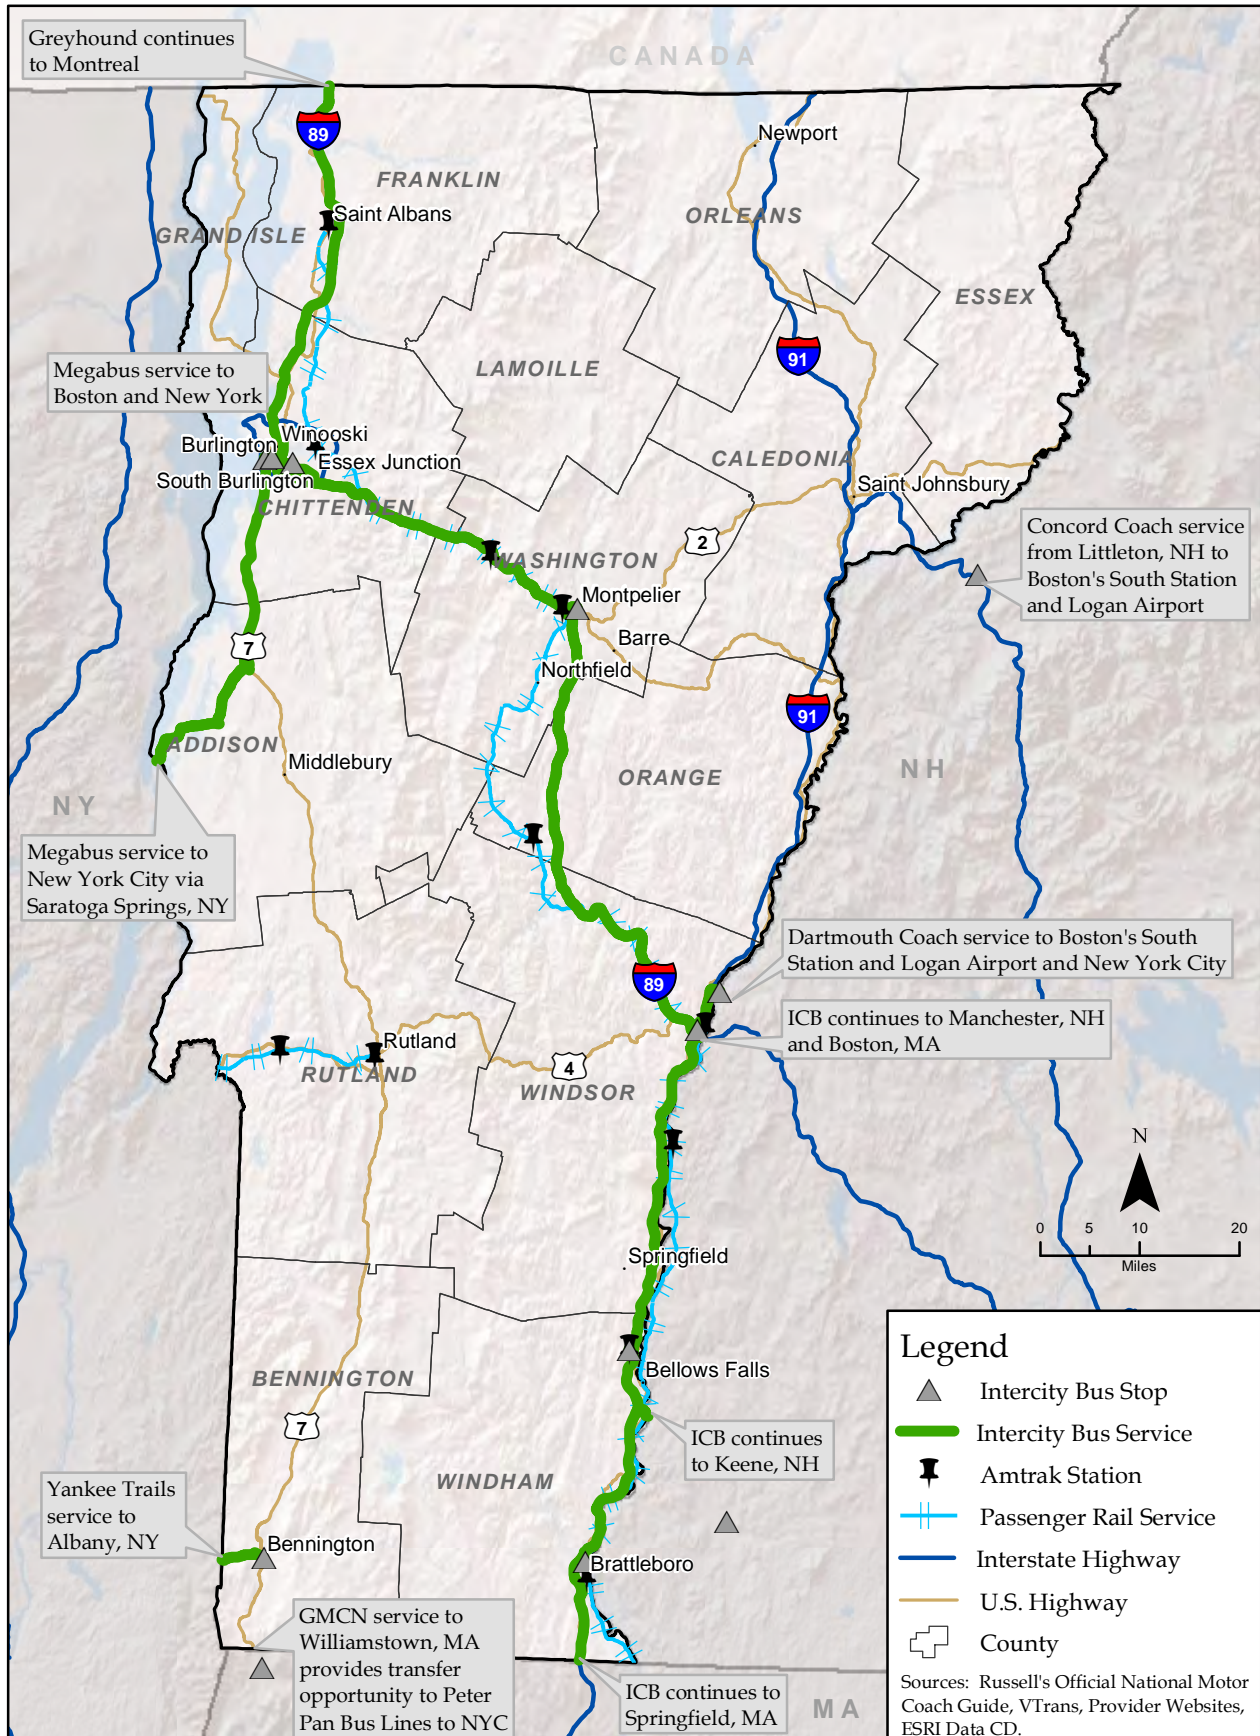 Greyhound continues
to Montreal
CANADA
89
Newport
FRANKLIN
Saint Albans
ORLEANS
GRAND ISLE
ESSEX
91
Megabus service to
Boston and New York
LAMOILLE
Winooski
Burlington
Essex Junction
South Burlington
CALEDONIA
Saint Johnsbury
CHITTENDEN
Concord Coach service
from Littleton, NH to
Boston's South Station
and Logan Airport
2
WASHINGTON
Montpelier
Barre
7
Northfield
91
ADDISON
Middlebury
ORANGE
NH
NY
Megabus service to
New York City via
Saratoga Springs, NY
Dartmouth Coach service to Boston's South
Station and Logan Airport and New York City
89
ICB continues to Manchester, NH
and Boston, MA
Rutland
RUTLAND
4
WINDSOR
N
0 5 10 20
Miles
Springfield
Legend
Intercity Bus Stop
Intercity Bus Service
Amtrak Station
Passenger Rail Service
Interstate Highway
U.S. Highway
County
Sources: Russell's Official National Motor
Coach Guide, VTrans, Provider Websites,
ESRI Data CD.
Bellows Falls
BENNINGTON
7
ICB continues
to Keene, NH
WINDHAM
Yankee Trails
service to
Albany, NY
Bennington
Brattleboro
GMCN service to
Williamstown, MA
provides transfer
opportunity to Peter
Pan Bus Lines to NYC
ICB continues to
Springfield, MA
MA